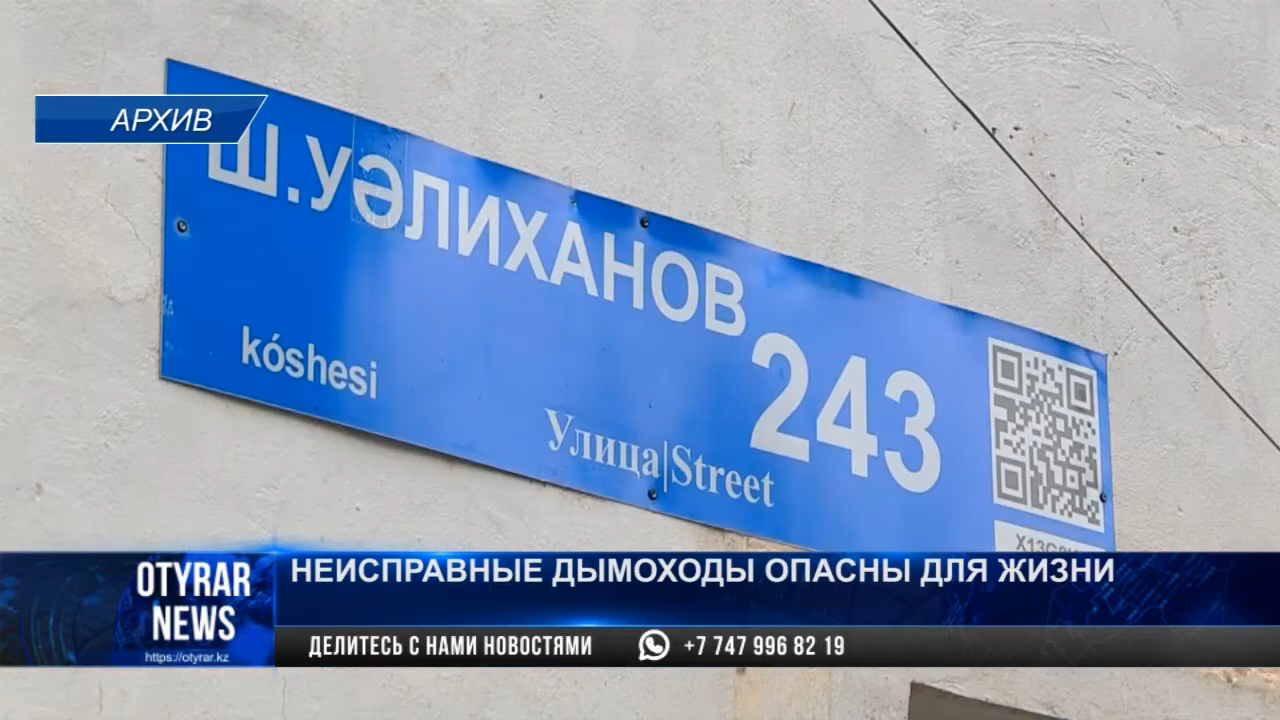 АРХИВ
Ш.УӘЛИХАНОВ
243
kóshesi
Улица|Street
OTYRAR
NEWS
https://otyrar.kz
НЕИСПРАВНЫЕ ДЫМОХОДЫ ОПАСНЫ ДЛЯ ЖИЗНИ
ДЕЛИТЕСЬ С НАМИ НОВОСТЯМИ
+7 747 996 82 19